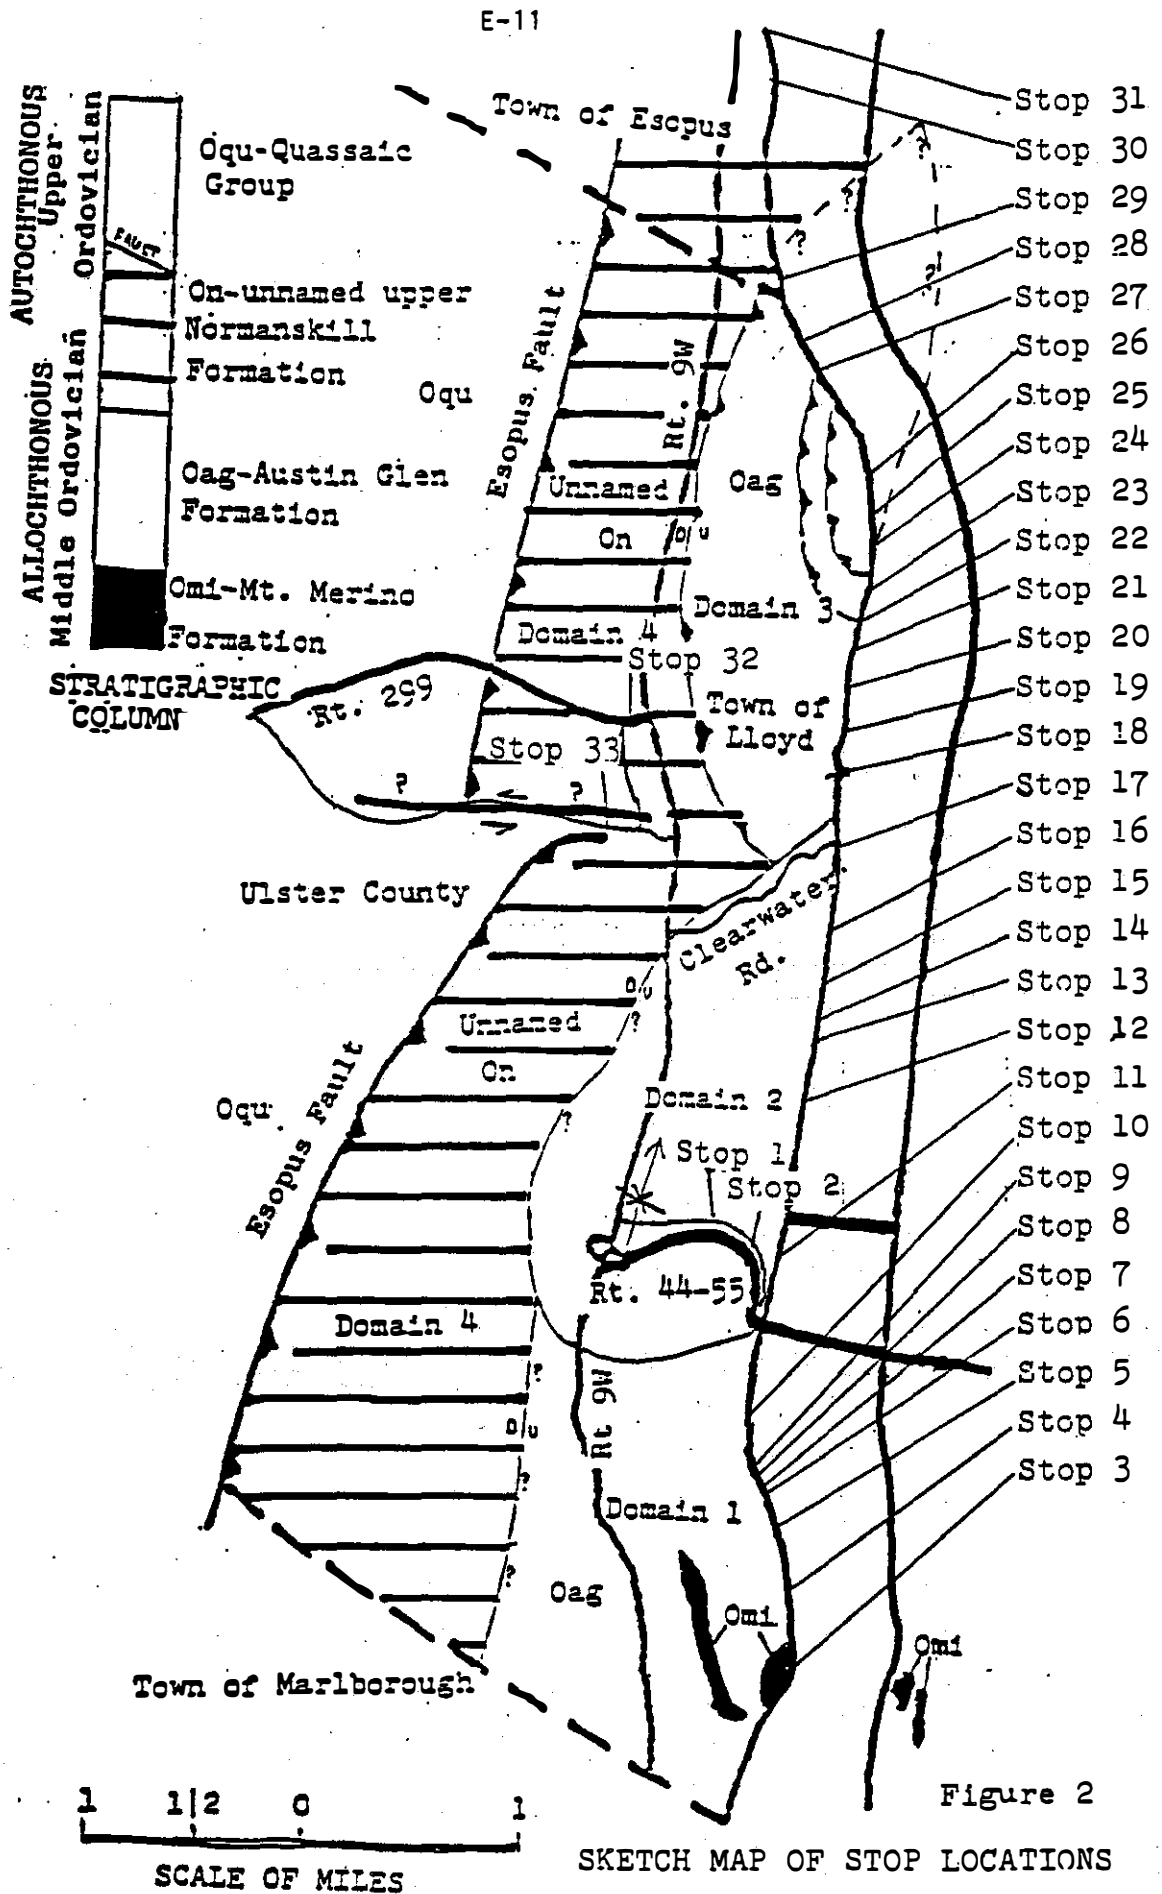 E-11
AUTOCHTHONOUS
Upper
Ordovician
ALLOCHTHONOUS
Middle Ordovician
Oqu-Quassaic
Group
FAULT
On-unnamed upper
Normanskill
Formation
Oag-Austin Glen
Formation
Omi-Mt. Merino
Formation
STRATIGRAPHIC
COLUMN
Town of Esopus
Esopus Fault
Oqu
Rt. 9W
Unnamed
On
D U
Oag
Domain 3
Domain 4
Stop 32
Rt. 299
Town of
Lloyd
Stop 33
?
?
?
?
?
?
Ulster County
Clearwater
Rd.
D/U
?
Unnamed
On
Oqu
Esopus Fault
?
Domain 2
Stop 1
Stop 2
Rt. 44-55
Domain 4
?
D/U
Rt 9W
?
Domain 1
?
Oag
Omi
Omi
Town of Marlborough
Stop 31
Stop 30
Stop 29
Stop 28
Stop 27
Stop 26
Stop 25
Stop 24
Stop 23
Stop 22
Stop 21
Stop 20
Stop 19
Stop 18
Stop 17
Stop 16
Stop 15
Stop 14
Stop 13
Stop 12
Stop 11
Stop 10
Stop 9
Stop 8
Stop 7
Stop 6
Stop 5
Stop 4
Stop 3
1 1|2 0 1
SCALE OF MILES
Figure 2
SKETCH MAP OF STOP LOCATIONS